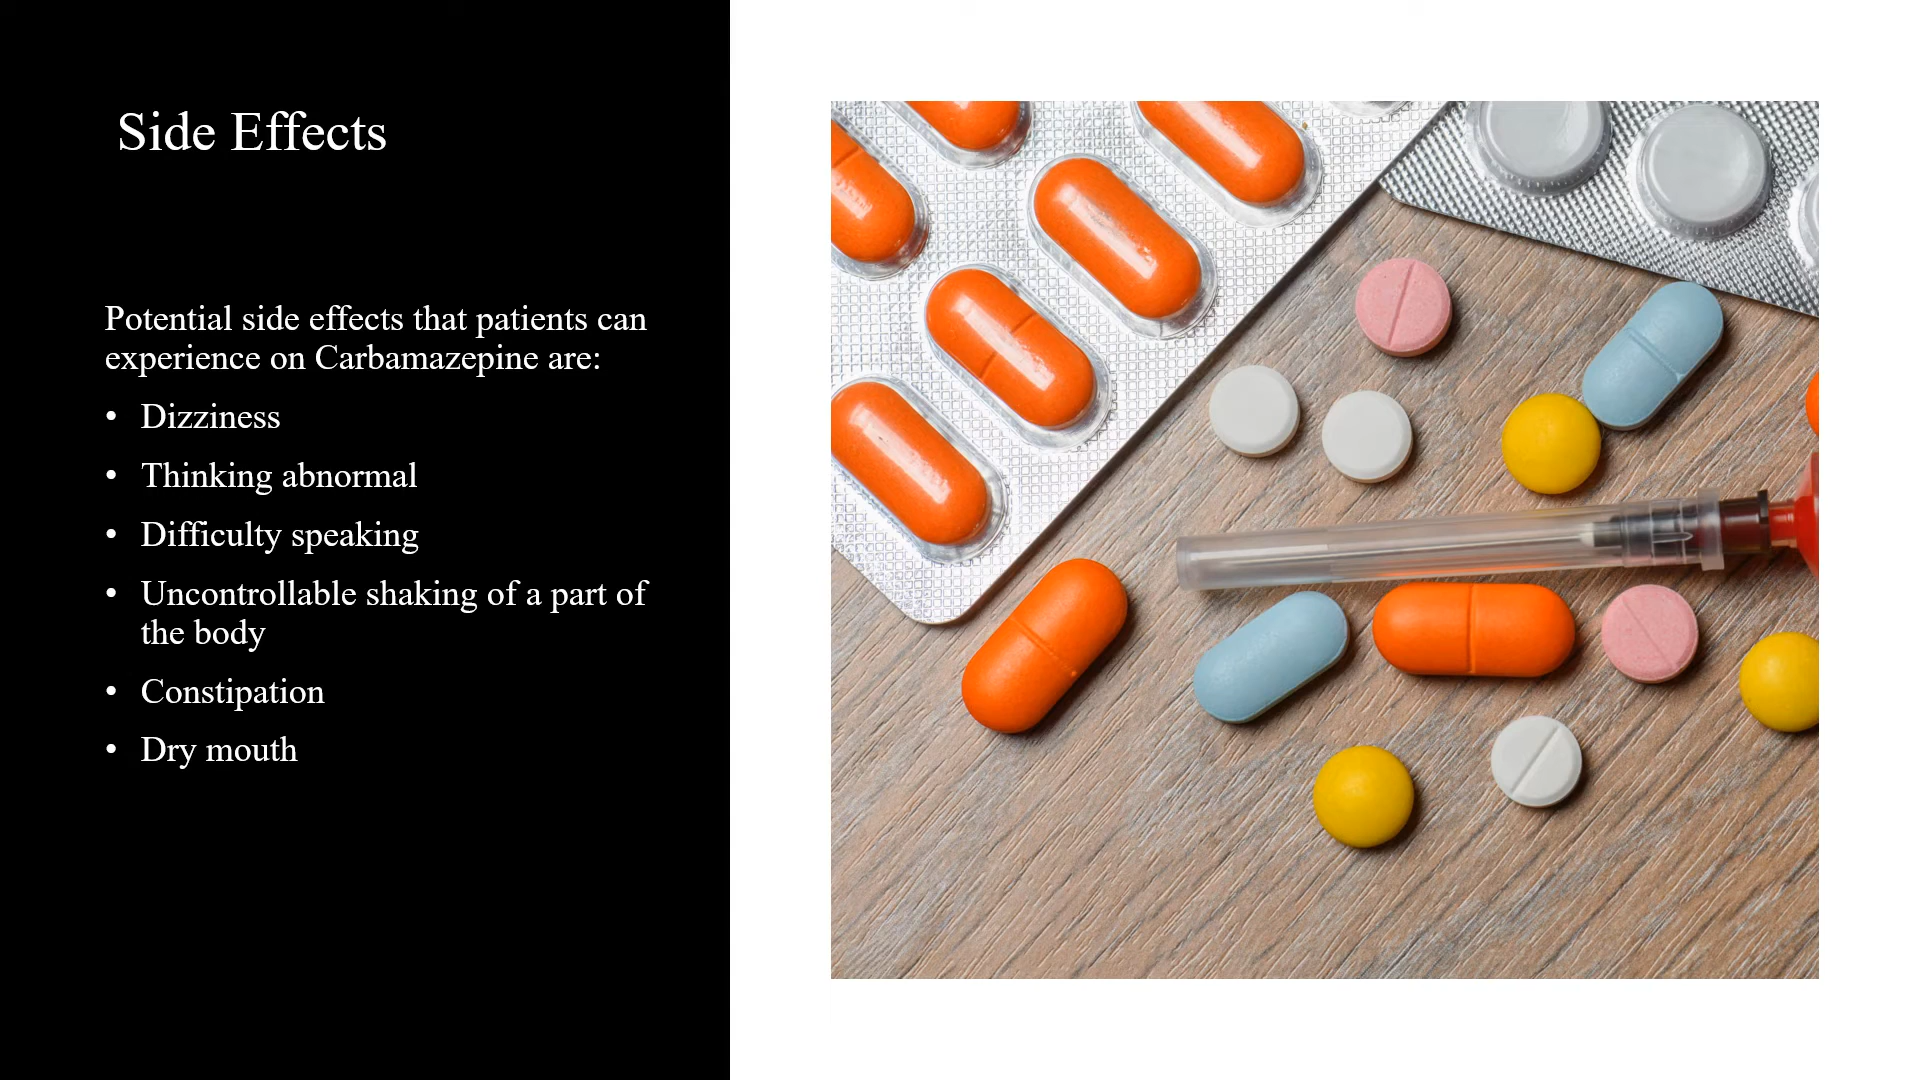 Side Effects
Potential side effects that patients can
experience on Carbamazepine are:
• Dizziness
• Thinking abnormal
• Difficulty speaking
• Uncontrollable shaking of a part of
the body
• Constipation
• Dry mouth